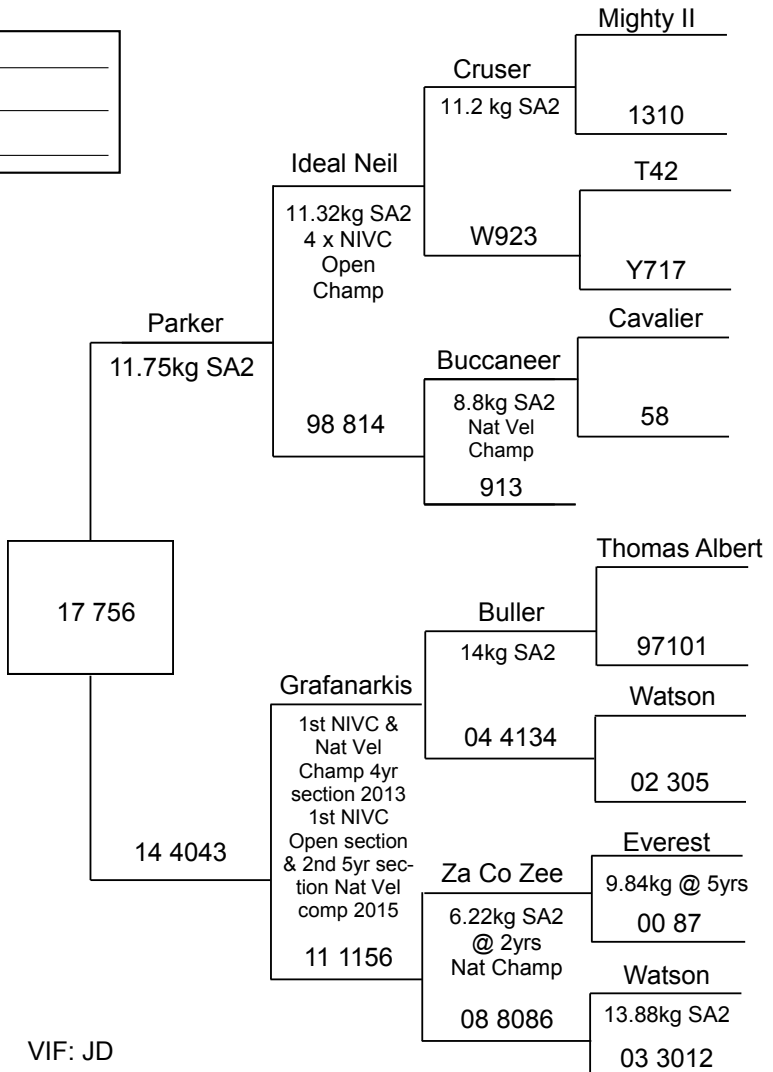 Mighty II
Cruser
11.2 kg SA2
1310
Ideal Neil
T42
11.32kg SA2
4 x NIVC
Open
Champ
W923
Y717
Parker
Cavalier
11.75kg SA2
Buccaneer
8.8kg SA2
Nat Vel
Champ
58
98 814
913
Thomas Albert
17 756
Buller
14kg SA2
97101
Grafanarkis
Watson
1st NIVC &
Nat Vel
Champ 4yr
section 2013
1st NIVC
Open section
& 2nd 5yr sec-
tion Nat Vel
comp 2015
04 4134
02 305
14 4043
Everest
Za Co Zee
9.84kg @ 5yrs
6.22kg SA2
@ 2yrs
Nat Champ
00 87
11 1156
Watson
08 8086
13.88kg SA2
03 3012
VIF: JD